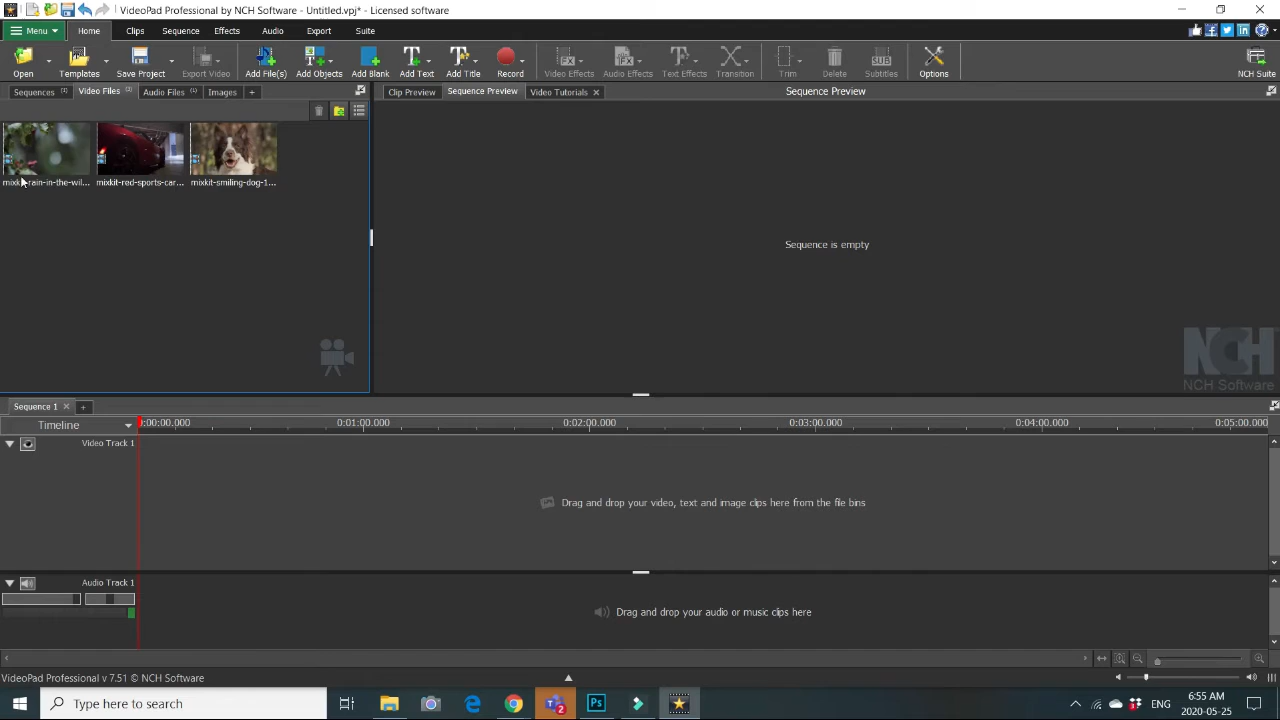 VideoPad Professional by NCH Software - Untitled.vpj* - Licensed software
Menu Home Clips Sequence Effects Audio Export Suite
Open Templates Save Project Export Video Add File(s) Add Objects Add Blank Add Text Add Title Record Video Effects Audio Effects Text Effects Transition Trim Delete Subtitles Options NCH Suite
Sequences (1) Video Files (3) Audio Files (1) Images +
Clip Preview Sequence Preview Video Tutorials Sequence Preview
mixkit-rain-in-the-wil... mixkit-red-sports-car... mixkit-smiling-dog-1...
Sequence is empty
NCH
NCH Software
Sequence 1 +
Timeline 0:00:00.000 0:01:00.000 0:02:00.000 0:03:00.000 0:04:00.000 0:05:00.000
Video Track 1
Drag and drop your video, text and image clips here from the file bins
Audio Track 1
Drag and drop your audio or music clips here
VideoPad Professional v 7.51 © NCH Software
Type here to search
ENG
6:55 AM
2020-05-25